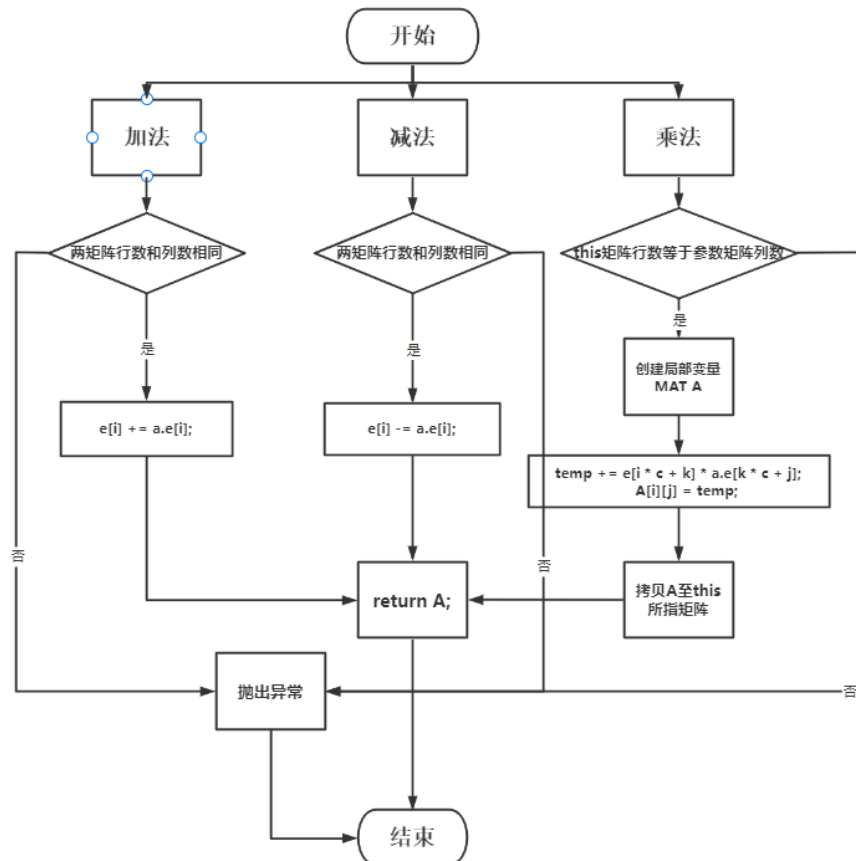 开始
加法
减法
乘法
两矩阵行数和列数相同
两矩阵行数和列数相同
this矩阵行数等于参数矩阵列数
是
是
是
创建局部变量
MAT A
e[i] += a.e[i];
e[i] -= a.e[i];
temp += e[i * c + k] * a.e[k * c + j];
A[i][j] = temp;
否
否
return A;
拷贝A至this
所指矩阵
抛出异常
否
结束